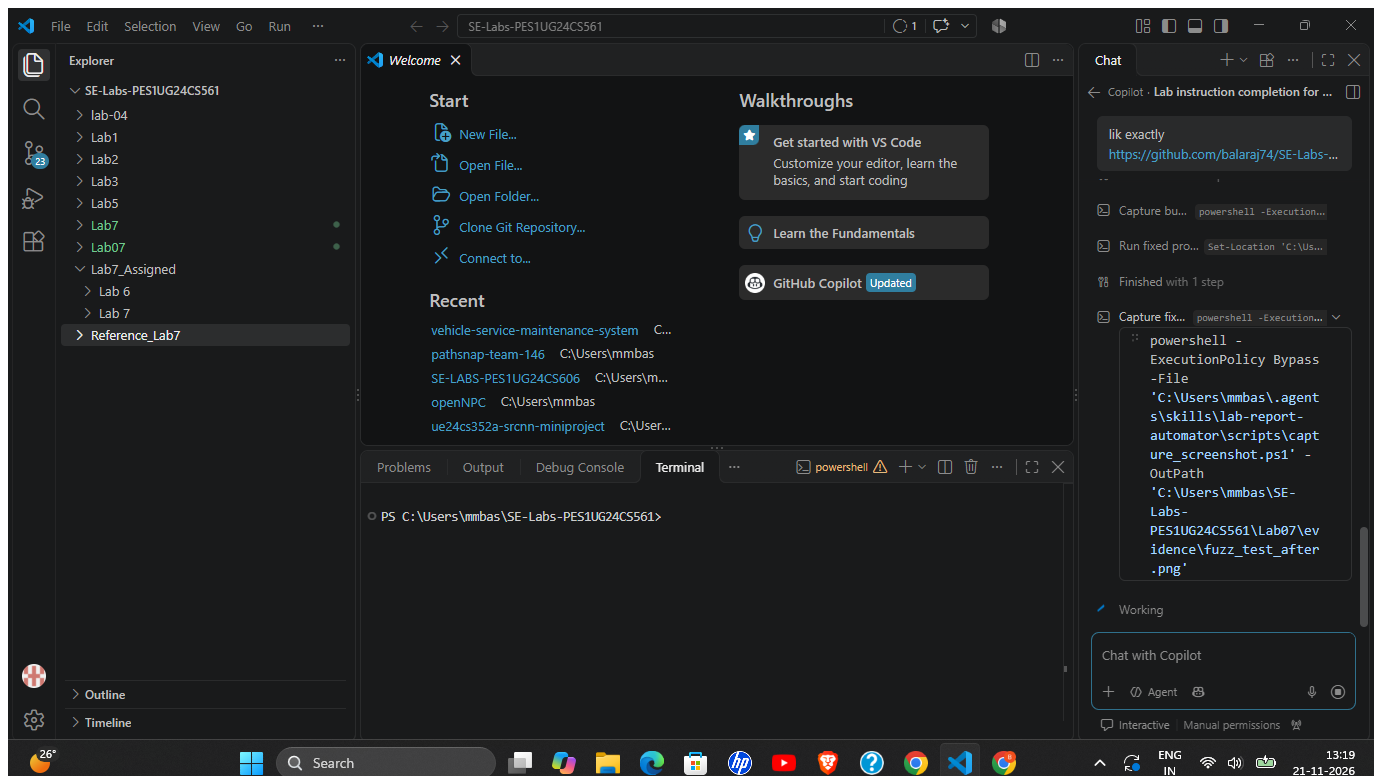 File Edit Selection View Go Run ···
SE-Labs-PES1UG24CS561
1
Explorer
SE-Labs-PES1UG24CS561
lab-04
Lab1
Lab2
Lab3
Lab5
Lab7
Lab07
Lab7_Assigned
Lab 6
Lab 7
Reference_Lab7
23
Outline
Timeline
Welcome
Start
New File...
Open File...
Open Folder...
Clone Git Repository...
Connect to...
Recent
vehicle-service-maintenance-system C...
pathsnap-team-146 C:\Users\mmbas
SE-LABS-PES1UG24CS606 C:\Users\m...
openNPC C:\Users\mmbas
ue24cs352a-srcnn-miniproject C:\User...
Walkthroughs
Get started with VS Code
Customize your editor, learn the
basics, and start coding
Learn the Fundamentals
GitHub Copilot Updated
Problems Output Debug Console Terminal ···
powershell
PS C:\Users\mmbas\SE-Labs-PES1UG24CS561>
Chat
Copilot · Lab instruction completion for ...
lik exactly
https://github.com/balaraj74/SE-Labs-...
Capture bu... powershell -Execution...
Run fixed pro... Set-Location 'C:\Us...
Finished with 1 step
Capture fix... powershell -Execution...
powershell -
ExecutionPolicy Bypass
-File
'C:\Users\mmbas\.agent
s\skills\lab-report-
automator\scripts\capt
ure_screenshot.ps1' -
OutPath
'C:\Users\mmbas\SE-
Labs-
PES1UG24CS561\Lab07\ev
idence\fuzz_test_after
.png'
Working
Chat with Copilot
Agent
Interactive Manual permissions
26°
Search
hp
ENG
IN
13:19
21-11-2026